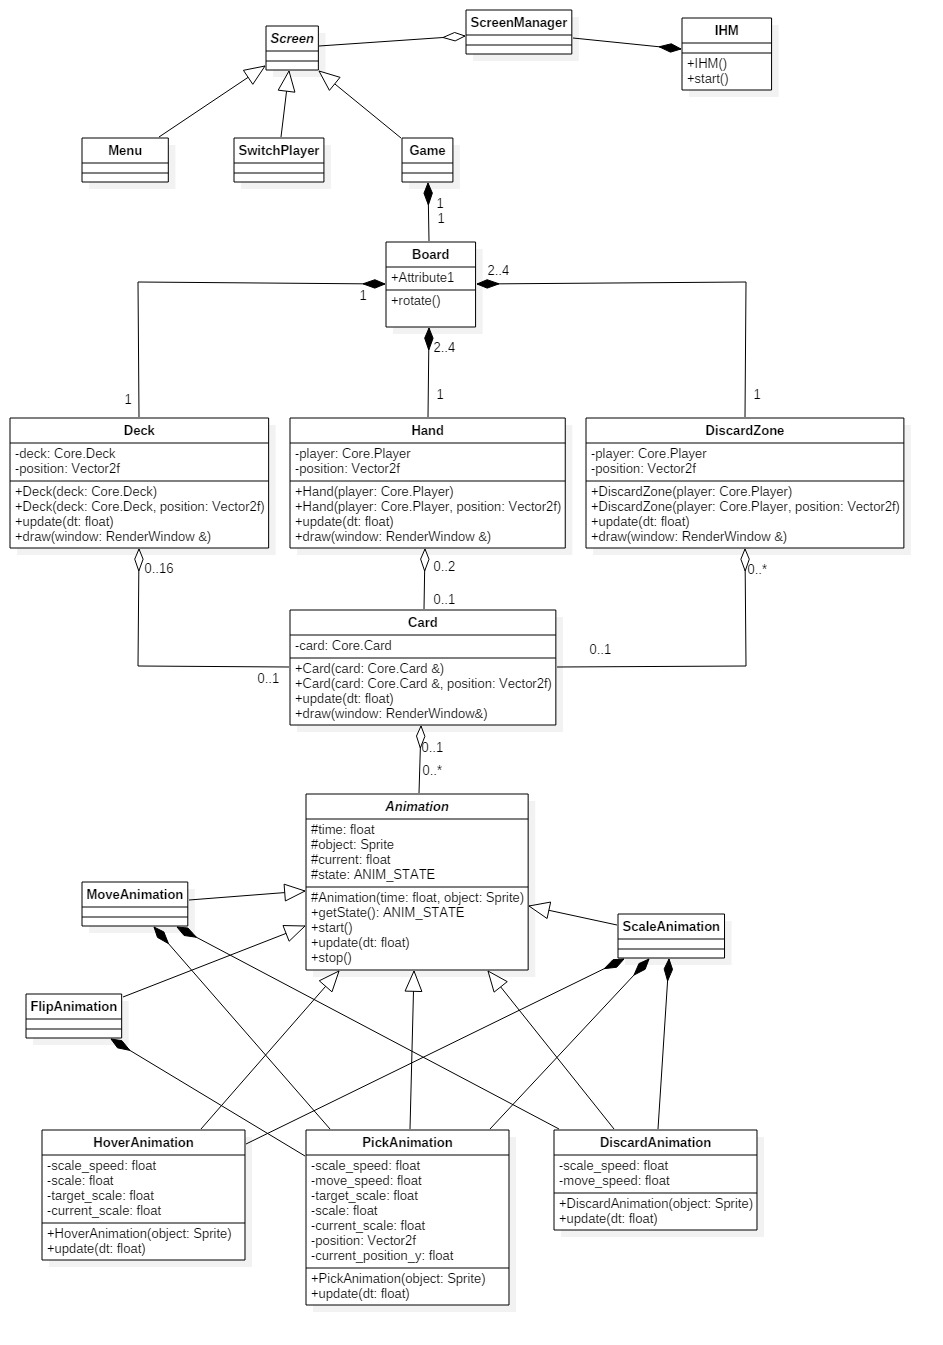 Screen
ScreenManager
IHM
+IHM()
+start()
Menu
SwitchPlayer
Game
1
1
Board
+Attribute1
+rotate()
1
2..4
2..4
1
1
1
Deck
-deck: Core.Deck
-position: Vector2f
+Deck(deck: Core.Deck)
+Deck(deck: Core.Deck, position: Vector2f)
+update(dt: float)
+draw(window: RenderWindow &)
Hand
-player: Core.Player
-position: Vector2f
+Hand(player: Core.Player)
+Hand(player: Core.Player, position: Vector2f)
+update(dt: float)
+draw(window: RenderWindow &)
DiscardZone
-player: Core.Player
-position: Vector2f
+DiscardZone(player: Core.Player)
+DiscardZone(player: Core.Player, position: Vector2f)
+update(dt: float)
+draw(window: RenderWindow &)
0..16
0..2
0..*
0..1
0..1
0..1
Card
-card: Core.Card
+Card(card: Core.Card &)
+Card(card: Core.Card &, position: Vector2f)
+update(dt: float)
+draw(window: RenderWindow&)
0..1
0..*
Animation
#time: float
#object: Sprite
#current: float
#state: ANIM_STATE
#Animation(time: float, object: Sprite)
+getState(): ANIM_STATE
+start()
+update(dt: float)
+stop()
MoveAnimation
ScaleAnimation
FlipAnimation
HoverAnimation
-scale_speed: float
-scale: float
-target_scale: float
-current_scale: float
+HoverAnimation(object: Sprite)
+update(dt: float)
PickAnimation
-scale_speed: float
-move_speed: float
-target_scale: float
-scale: float
-current_scale: float
-position: Vector2f
-current_position_y: float
+PickAnimation(object: Sprite)
+update(dt: float)
DiscardAnimation
-scale_speed: float
-move_speed: float
+DiscardAnimation(object: Sprite)
+update(dt: float)